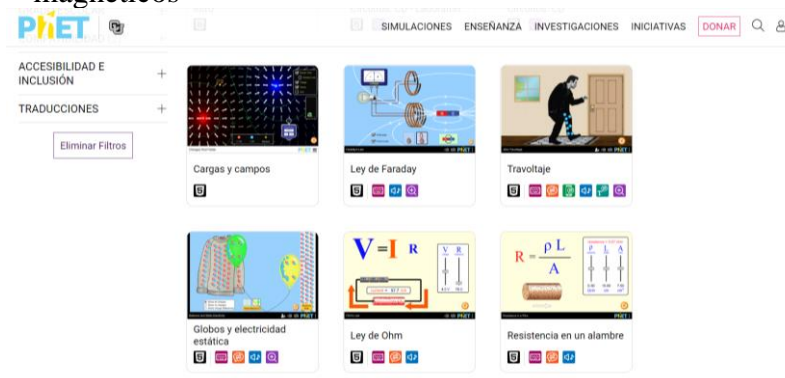 magnéticos
PhET
SIMULACIONES ENSEÑANZA INVESTIGACIONES INICIATIVAS DONAR
ACCESIBILIDAD E
INCLUSIÓN +
TRADUCCIONES +
Eliminar Filtros
Cargas y campos
Ley de Faraday
Travoltaje
V = I R
V R
R = ρ L
A
ρ L A
Globos y electricidad
estática
Ley de Ohm
Resistencia en un alambre